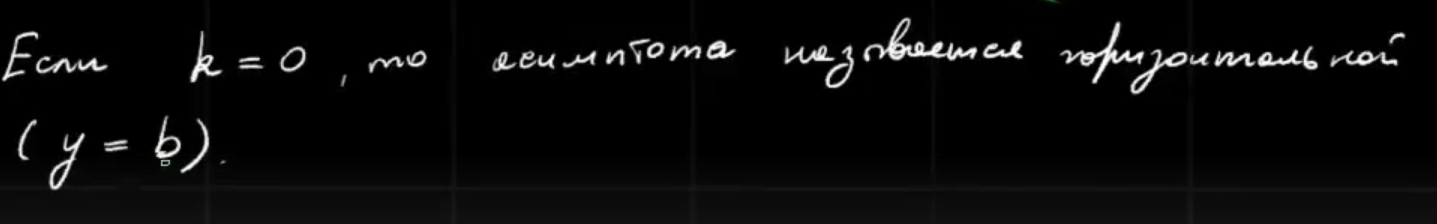 Если k = 0, то асимптота называется горизонтальной
(y = b).